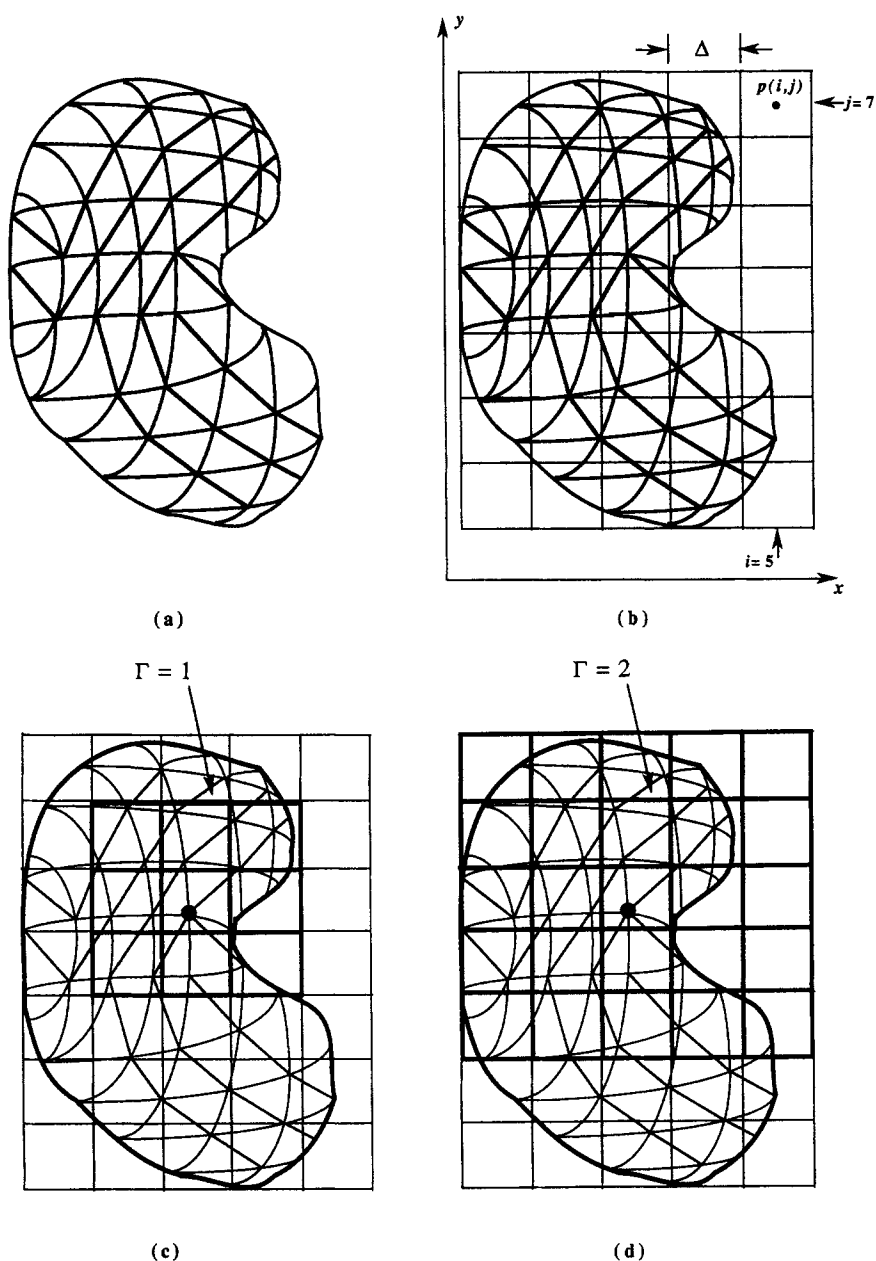 y
Δ
p(i,j)
j= 7
i= 5
x
(a)
(b)
Γ = 1
Γ = 2
(c)
(d)